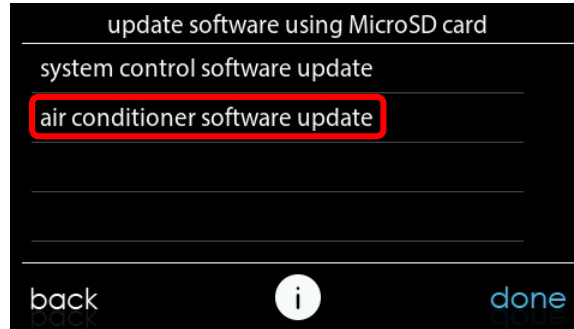 update software using MicroSD card
system control software update
air conditioner software update
back
i
done